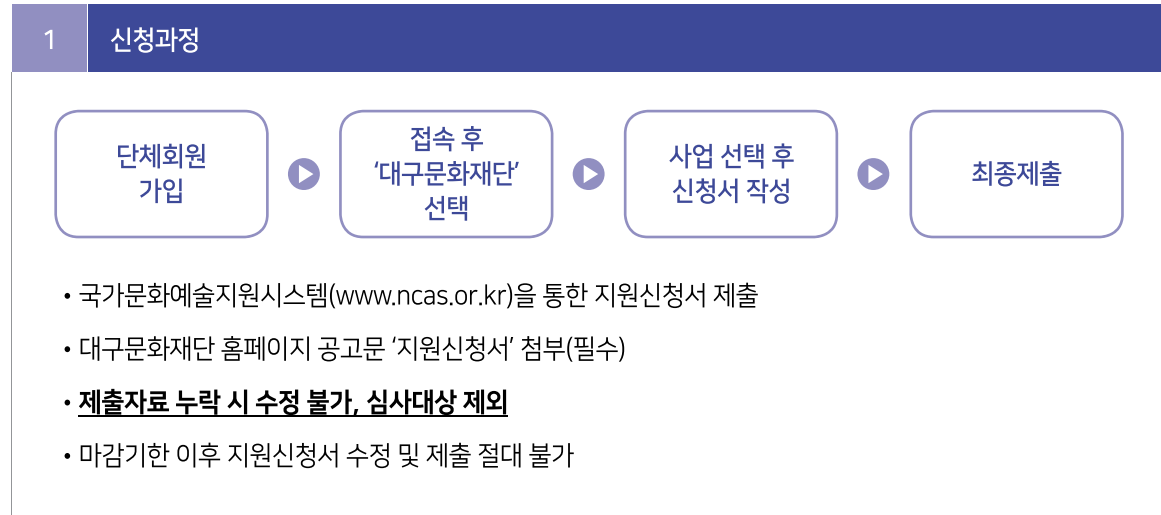 1 신청과정
단체회원
가입
접속 후
‘대구문화재단’
선택
사업 선택 후
신청서 작성
최종제출
• 국가문화예술지원시스템(www.ncas.or.kr)을 통한 지원신청서 제출
• 대구문화재단 홈페이지 공고문 ‘지원신청서’ 첨부(필수)
• 제출자료 누락 시 수정 불가, 심사대상 제외
• 마감기한 이후 지원신청서 수정 및 제출 절대 불가